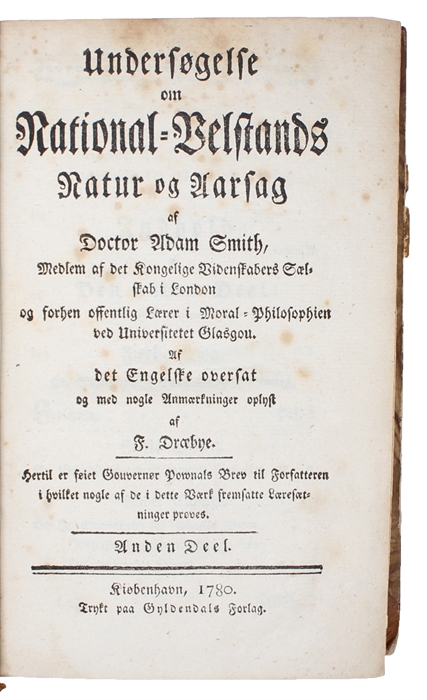 Undersøgelse
om
National-Velstands
Natur og Aarsag
af
Doctor Adam Smith,
Medlem af det Kongelige Videnskabers Sæl-
skab i London
og forhen offentlig Lærer i Moral-Philosophien
ved Universitetet Glasgou.
Af
det Engelske oversat
og med nogle Anmærkninger oplyst
af
F. Dræbye.
Hertil er føiet Gouvernør Pownals Brev til Forfatteren
i hvilket nogle af de i dette Værk fremsatte Læresæt-
ninger prøves.
Anden Deel.
Kiøbenhavn, 1780.
Trykt paa Gyldendals Forlag.